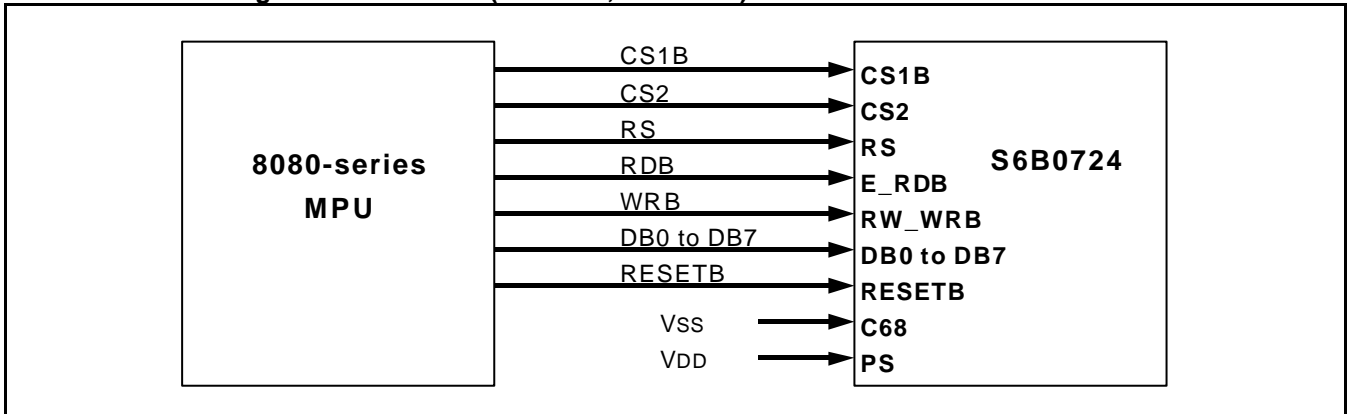 CS1B
CS2
RS
RDB
WRB
DB0 to DB7
RESETB
VSS
VDD
8080-series
MPU
CS1B
CS2
RS
E_RDB
RW_WRB
DB0 to DB7
RESETB
C68
PS
S6B0724